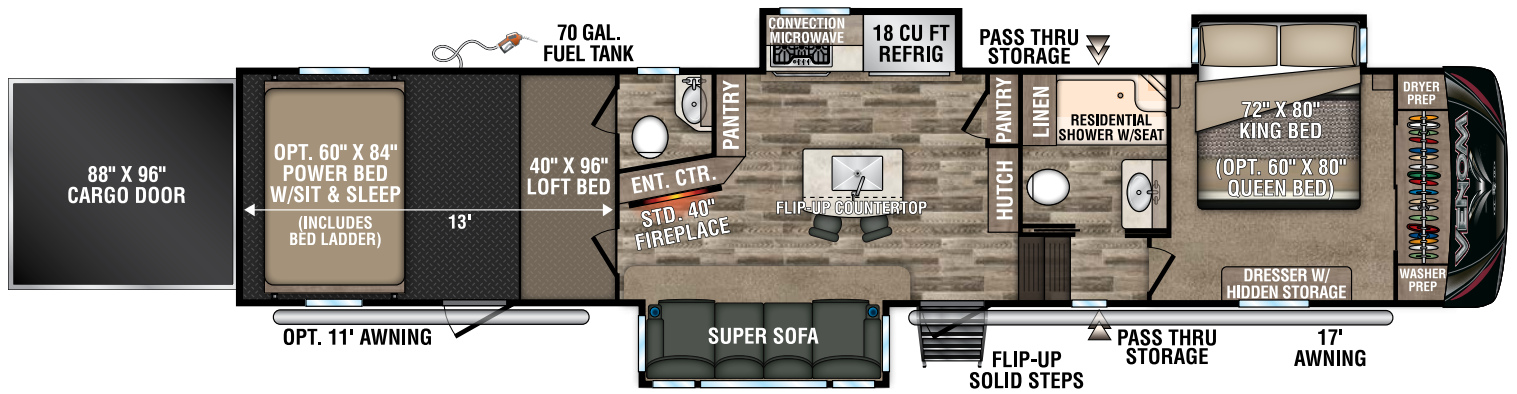 88" X 96"
CARGO DOOR
OPT. 60" X 84"
POWER BED
W/SIT & SLEEP
(INCLUDES
BED LADDER)
13'
40" X 96"
LOFT BED
70 GAL.
FUEL TANK
OPT. 11' AWNING
PANTRY
ENT. CTR.
STD. 40"
FIREPLACE
CONVECTION
MICROWAVE
18 CU FT
REFRIG
FLIP-UP COUNTERTOP
SUPER SOFA
PASS THRU
STORAGE
PANTRY
HUTCH
LINEN
RESIDENTIAL
SHOWER W/SEAT
FLIP-UP
SOLID STEPS
PASS THRU
STORAGE
72" X 80"
KING BED
(OPT. 60" X 80"
QUEEN BED)
DRESSER W/
HIDDEN STORAGE
17'
AWNING
DRYER
PREP
WASHER
PREP
VENOM